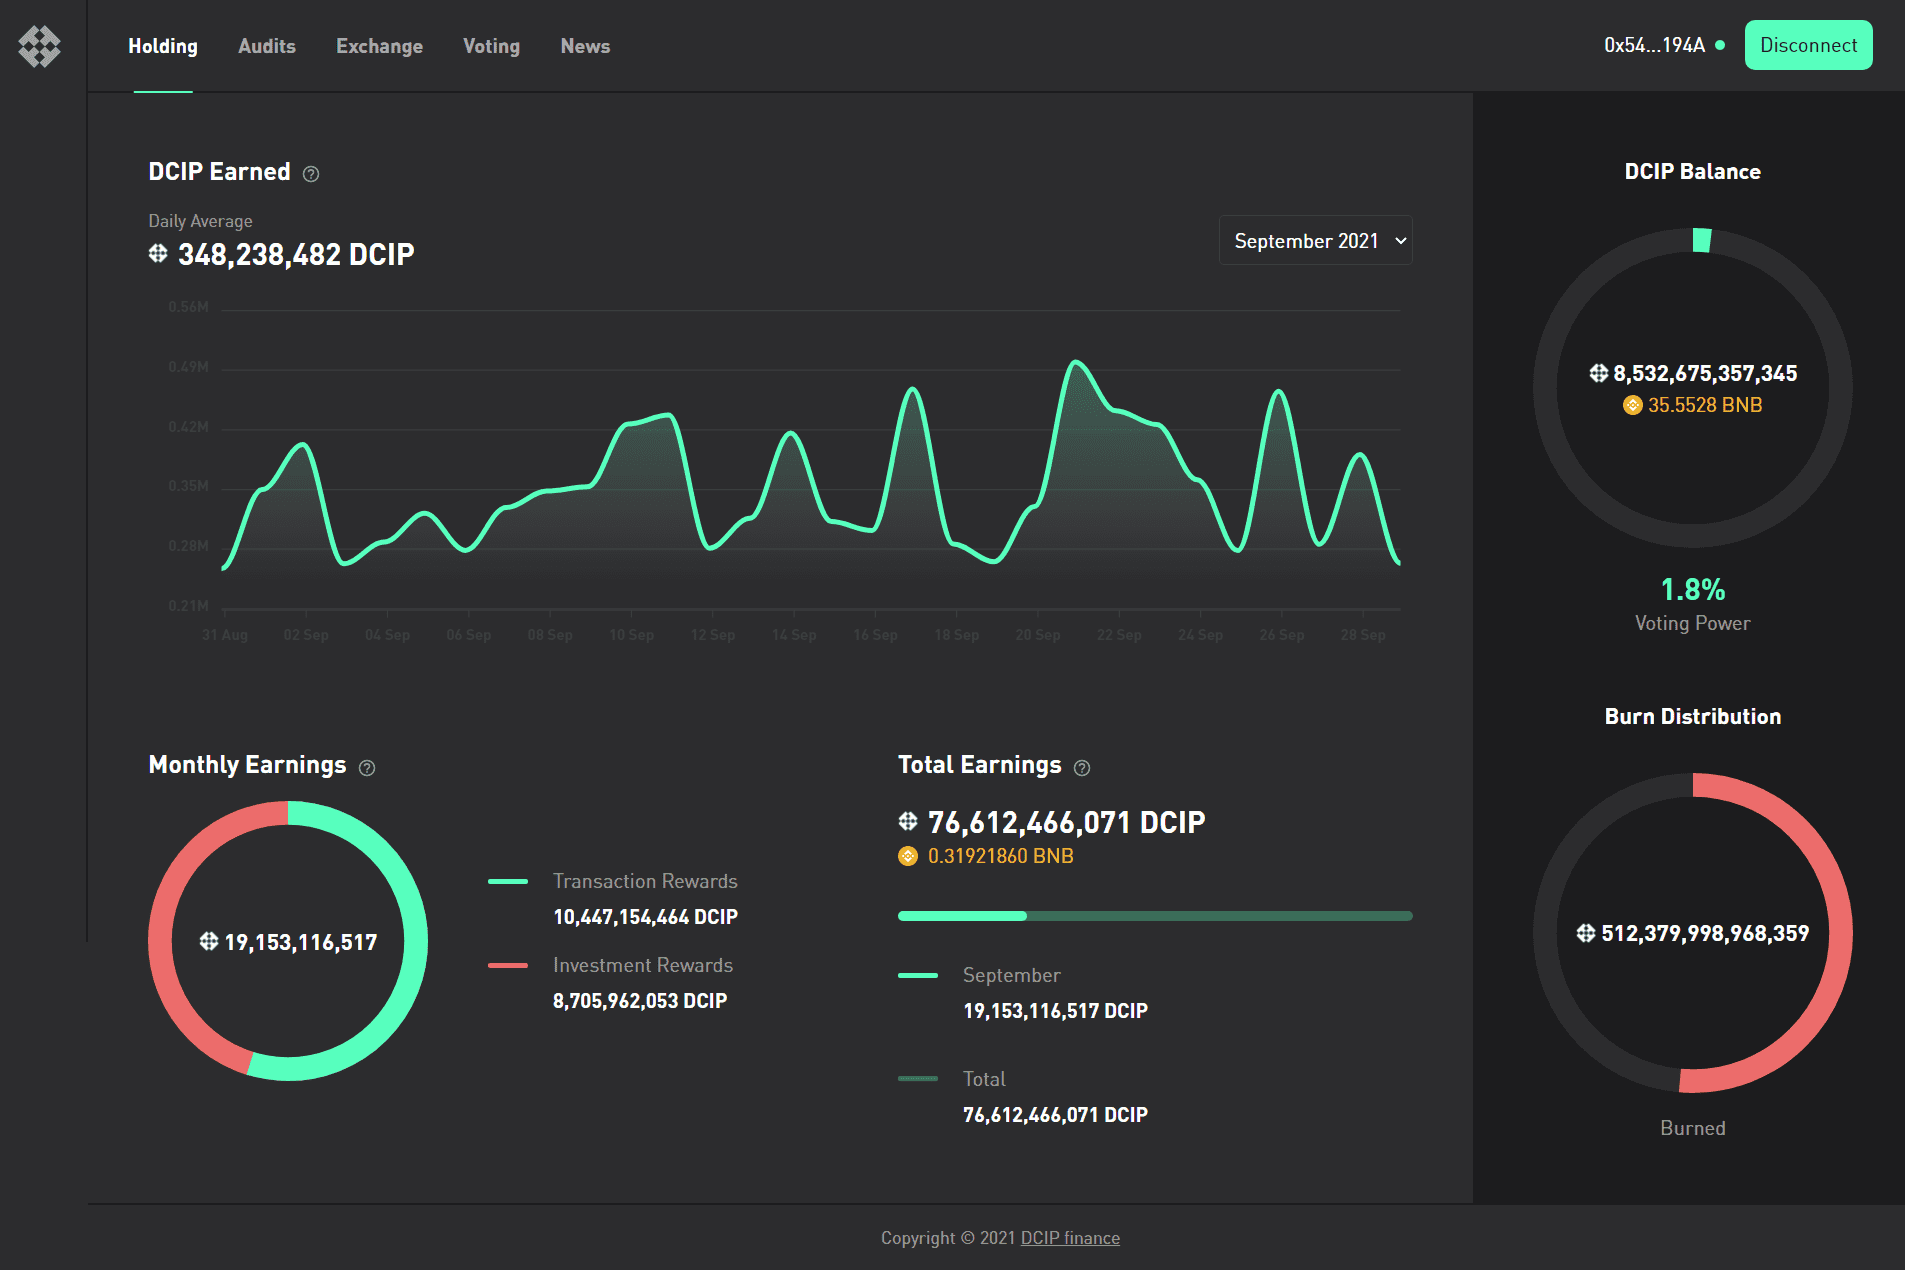 Holding Audits Exchange Voting News
0x54...194A Disconnect
DCIP Earned
Daily Average
348,238,482 DCIP
September 2021
0.56M
0.49M
0.42M
0.35M
0.28M
0.21M
31 Aug 02 Sep 04 Sep 06 Sep 08 Sep 10 Sep 12 Sep 14 Sep 16 Sep 18 Sep 20 Sep 22 Sep 24 Sep 26 Sep 28 Sep
Monthly Earnings
19,153,116,517
Transaction Rewards
10,447,154,464 DCIP
Investment Rewards
8,705,962,053 DCIP
Total Earnings
76,612,466,071 DCIP
0.31921860 BNB
September
19,153,116,517 DCIP
Total
76,612,466,071 DCIP
DCIP Balance
8,532,675,357,345
35.5528 BNB
1.8%
Voting Power
Burn Distribution
512,379,998,968,359
Burned
Copyright © 2021 DCIP finance